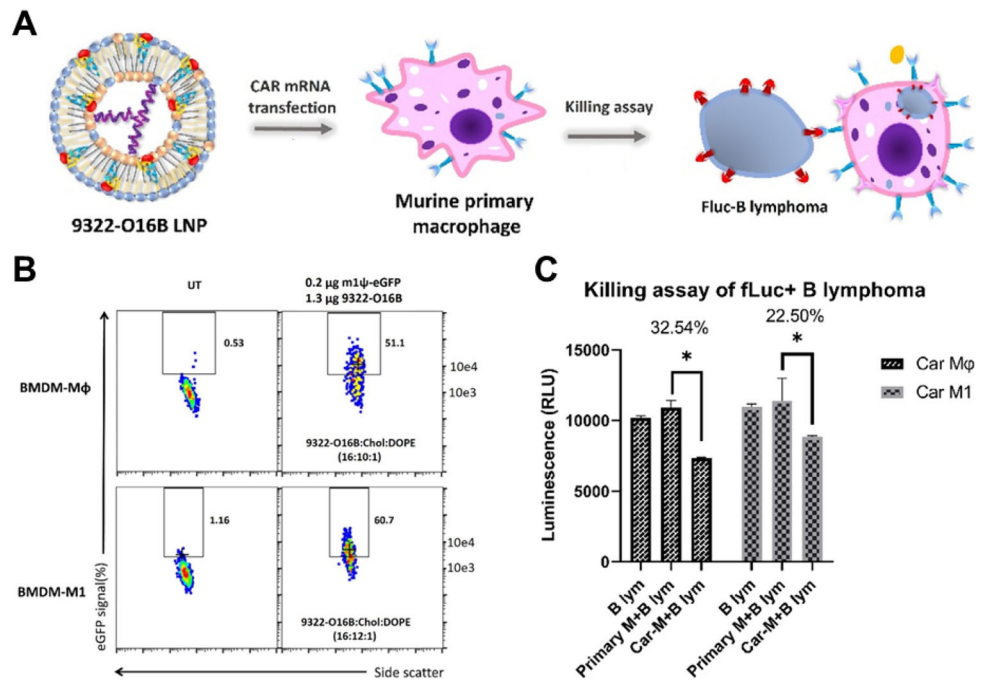 A
9322-O16B LNP
CAR mRNA
transfection
Murine primary
macrophage
Killing assay
Fluc-B lymphoma
B
UT
0.2 µg m1ψ-eGFP
1.3 µg 9322-O16B
BMDM-Mφ
0.53
51.1
10e4
10e3
9322-O16B:Chol:DOPE
(16:10:1)
BMDM-M1
1.16
60.7
10e4
10e3
9322-O16B:Chol:DOPE
(16:12:1)
eGFP signal(%)
Side scatter
C
Killing assay of fLuc+ B lymphoma
32.54%
22.50%
*
*
Car Mφ
Car M1
Luminescence (RLU)
15000
10000
5000
0
B lym
Primary M+B lym
Car-M+B lym
B lym
Primary M+B lym
Car-M+B lym